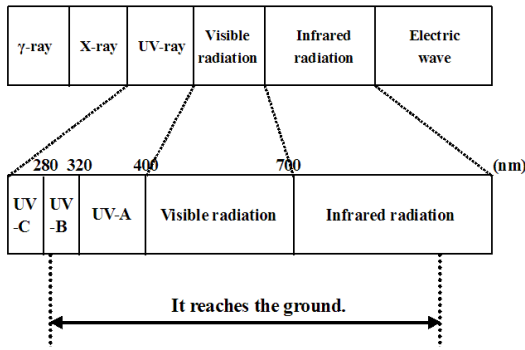 γ-ray
X-ray
UV-ray
Visible
radiation
Infrared
radiation
Electric
wave
280 320 400 700 (nm)
UV
-C
UV
-B
UV-A
Visible radiation
Infrared radiation
It reaches the ground.